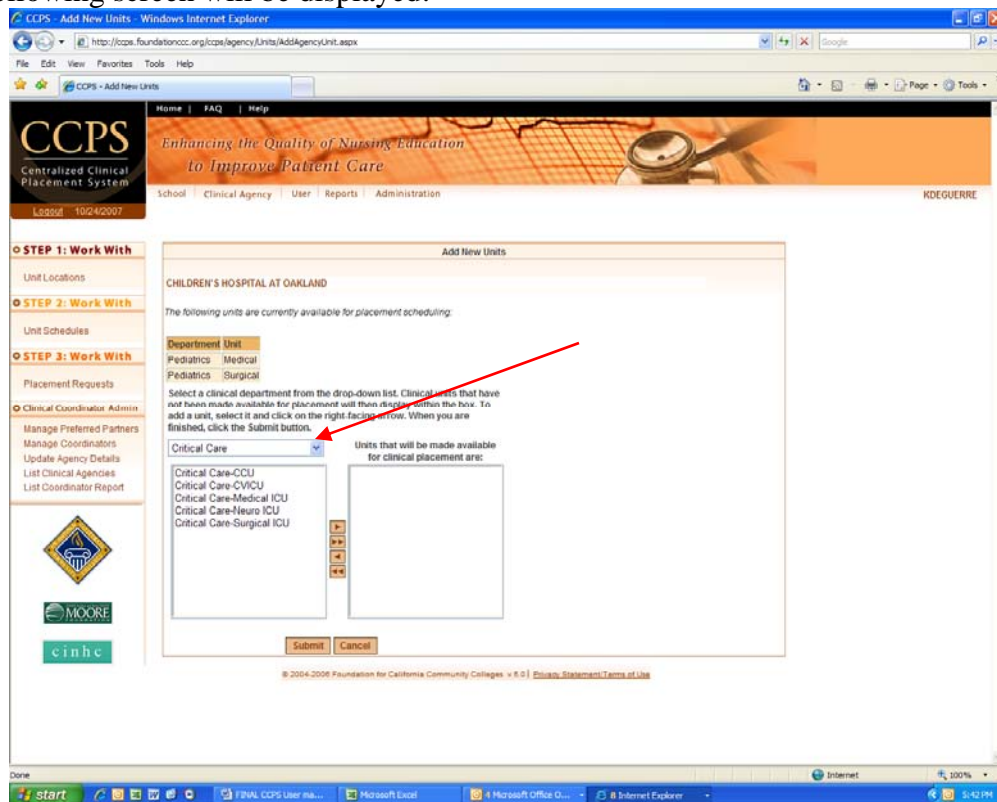 llowing screen will be displayed.
CCPS - Add New Units - Windows Internet Explorer
http://ccps.foundationccc.org/ccps/agency/Units/AddAgencyUnit.aspx
Google
File Edit View Favorites Tools Help
CCPS - Add New Units
Page Tools
Home | FAQ | Help
CCPS
Centralized Clinical
Placement System
Enhancing the Quality of Nursing Education
to Improve Patient Care
School Clinical Agency User Reports Administration
KDEGUERRE
Logout 10/24/2007
STEP 1: Work With
Unit Locations
STEP 2: Work With
Unit Schedules
STEP 3: Work With
Placement Requests
Clinical Coordinator Admin
Manage Preferred Partners
Manage Coordinators
Update Agency Details
List Clinical Agencies
List Coordinator Report
MOORE
cinhc
Add New Units
CHILDREN'S HOSPITAL AT OAKLAND
The following units are currently available for placement scheduling:
Department Unit
Pediatrics Medical
Pediatrics Surgical
Select a clinical department from the drop-down list. Clinical units that have
not been made available for placement will then display within the box. To
add a unit, select it and click on the right-facing arrow. When you are
finished, click the Submit button.
Critical Care
Units that will be made available
for clinical placement are:
Critical Care-CCU
Critical Care-CVICU
Critical Care-Medical ICU
Critical Care-Neuro ICU
Critical Care-Surgical ICU
Submit Cancel
© 2004-2006 Foundation for California Community Colleges v 6.0 | Privacy Statement/Terms of Use
Done
Internet
100%
start
FINAL CCPS User ma...
Microsoft Excel
4 Microsoft Office O...
8 Internet Explorer
5:42 PM